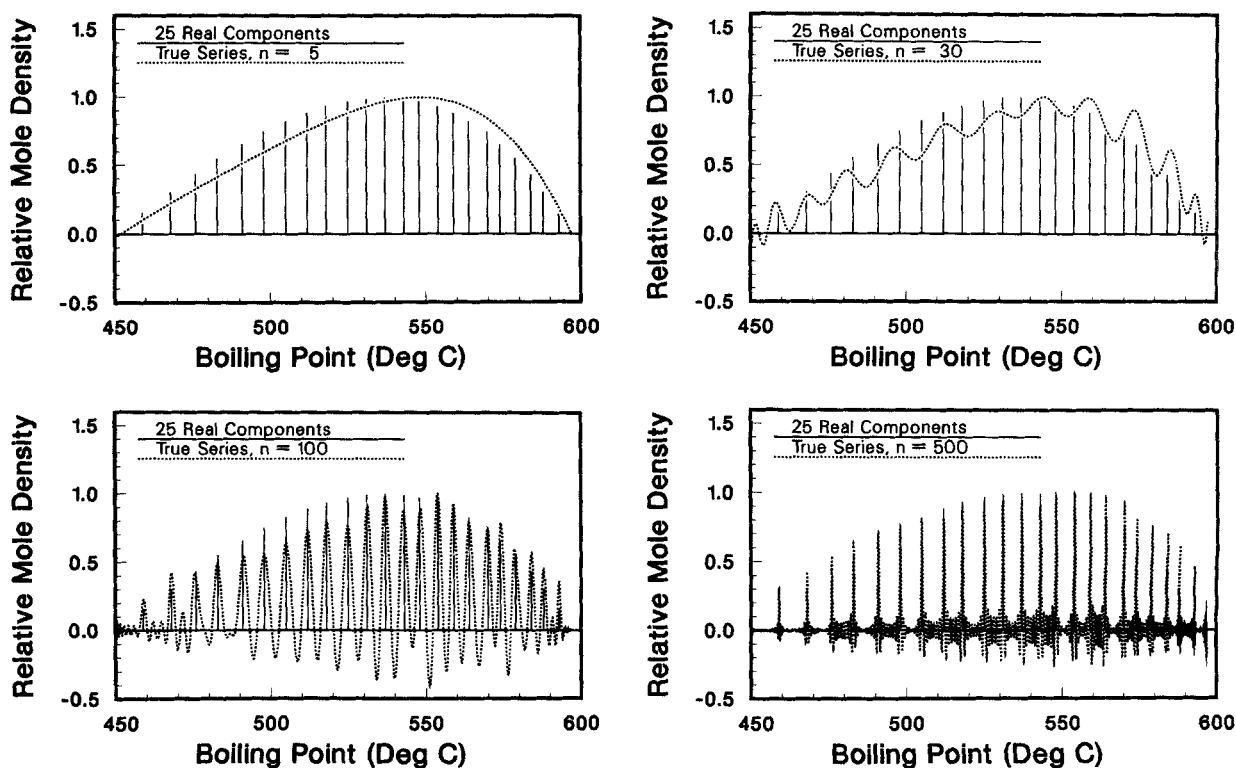 Relative Mole Density
1.5
1.0
0.5
0.0
-0.5
25 Real Components
True Series, n = 5
450
500
550
600
Boiling Point (Deg C)
Relative Mole Density
1.5
1.0
0.5
0.0
-0.5
25 Real Components
True Series, n = 30
450
500
550
600
Boiling Point (Deg C)
Relative Mole Density
1.5
1.0
0.5
0.0
-0.5
25 Real Components
True Series, n = 100
450
500
550
600
Boiling Point (Deg C)
Relative Mole Density
1.5
1.0
0.5
0.0
-0.5
25 Real Components
True Series, n = 500
450
500
550
600
Boiling Point (Deg C)